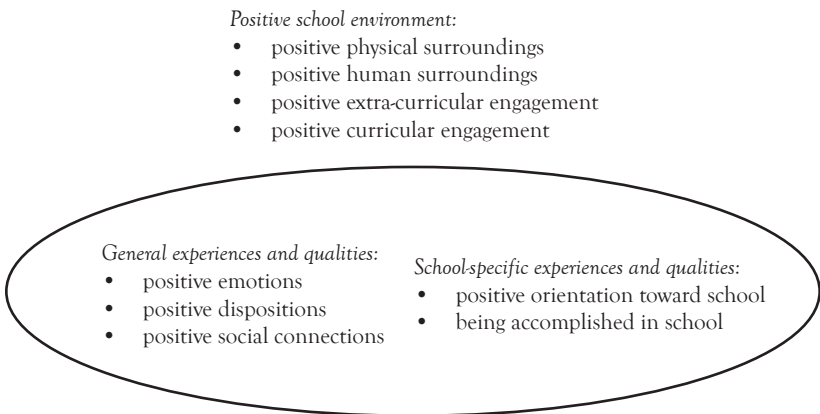 Positive school environment:
• positive physical surroundings
• positive human surroundings
• positive extra-curricular engagement
• positive curricular engagement
General experiences and qualities:
• positive emotions
• positive dispositions
• positive social connections
School-specific experiences and qualities:
• positive orientation toward school
• being accomplished in school